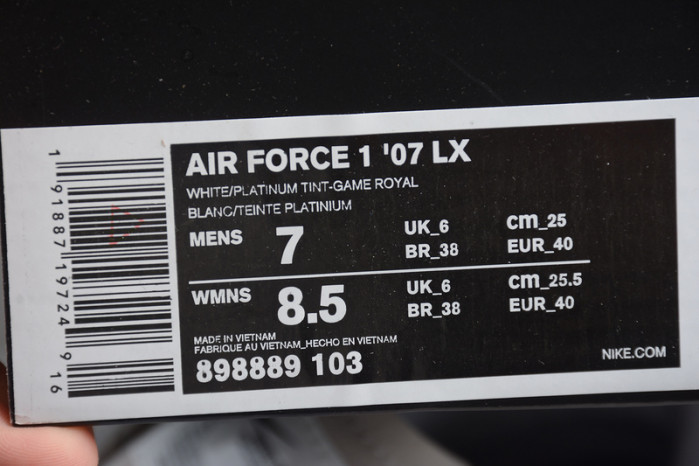 AIR FORCE 1 '07 LX
WHITE/PLATINUM TINT-GAME ROYAL
BLANC/TEINTE PLATINIUM
MENS 7 UK_6 cm_25
BR_38 EUR_40
WMNS 8.5 UK_6 cm_25.5
BR_38 EUR_40
MADE IN VIETNAM
FABRIQUE AU VIETNAM_HECHO EN VIETNAM
898889 103
NIKE.COM
1 91887 19724 9 16